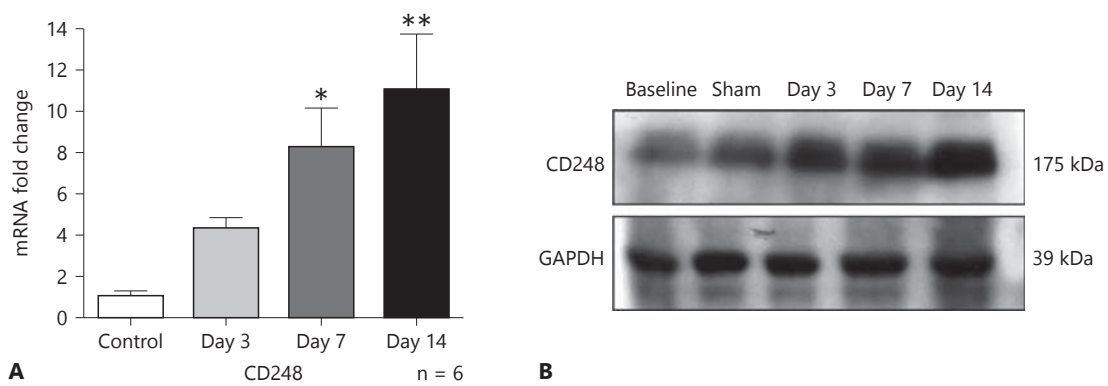 14
12
10
8
6
4
2
0
mRNA fold change
*
**
Control Day 3 Day 7 Day 14
CD248 n = 6
A
Baseline Sham Day 3 Day 7 Day 14
CD248 175 kDa
GAPDH 39 kDa
B